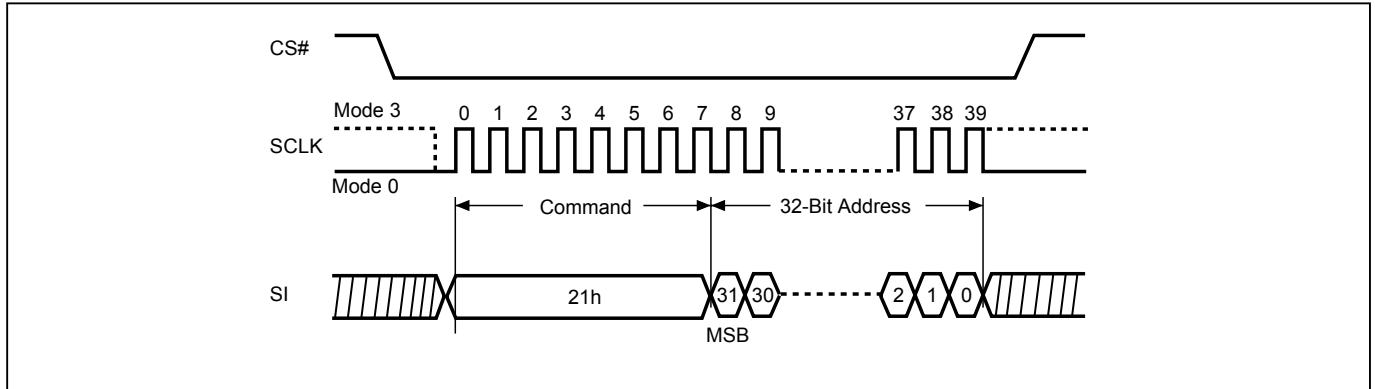 CS#
Mode 3
0 1 2 3 4 5 6 7 8 9 37 38 39
SCLK
Mode 0
Command 32-Bit Address
SI 21h 31 30 2 1 0
MSB